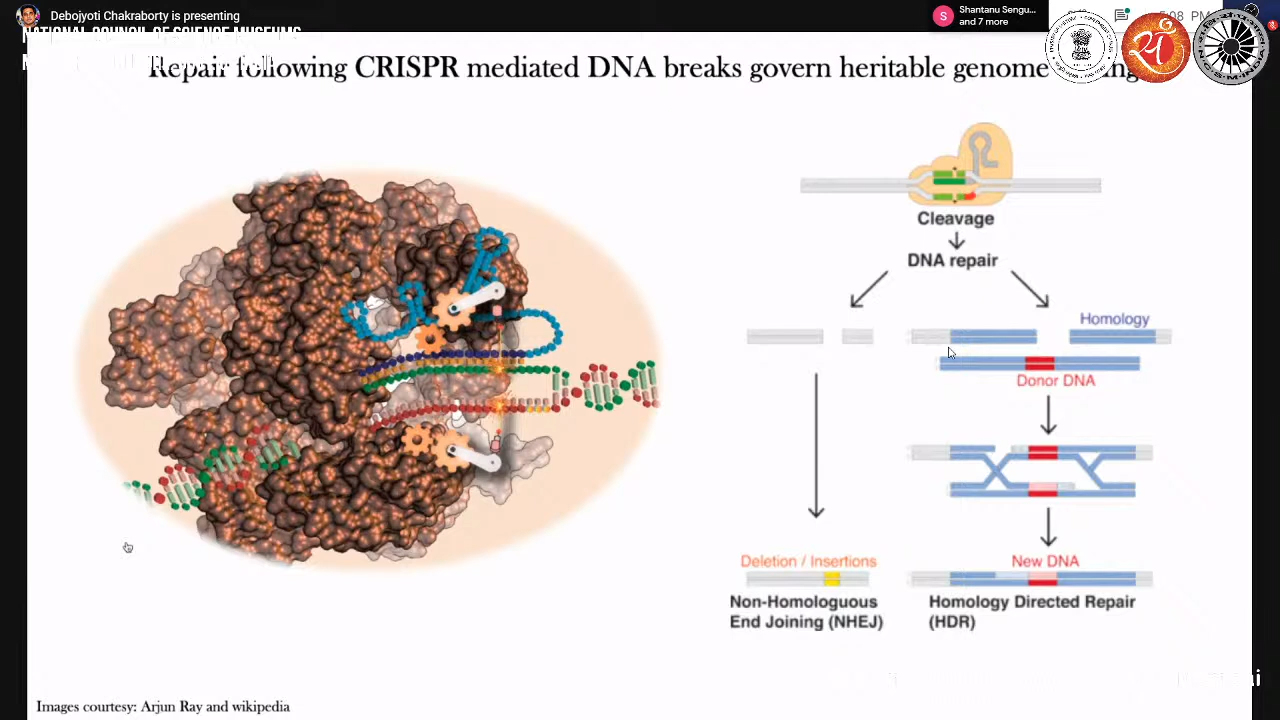 Debojyoti Chakraborty is presenting
Shantanu Sengu...
and 7 more
NATIONAL COUNCIL OF SCIENCE MUSEUMS
Repair following CRISPR mediated DNA breaks govern heritable genome
Cleavage
DNA repair
Homology
Donor DNA
Deletion / Insertions
New DNA
Non-Homologuous
End Joining (NHEJ)
Homology Directed Repair
(HDR)
Images courtesy: Arjun Ray and wikipedia